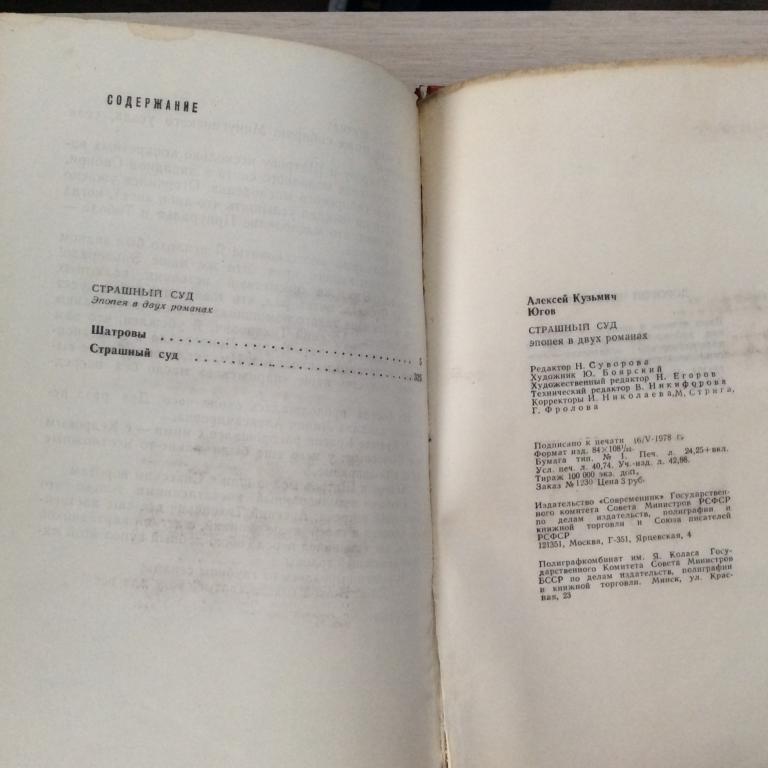 СОДЕРЖАНИЕ
СТРАШНЫЙ СУД
Эпопея в двух романах
Шатровы . . . . . . . . . . . . . . . . . . . . 5
Страшный суд . . . . . . . . . . . . . . . . . 325
Алексей Кузьмич
Югов
СТРАШНЫЙ СУД
эпопея в двух романах
Редактор Н. Суворова
Художник Ю. Боярский
Художественный редактор Н. Егоров
Технический редактор В. Никифорова
Корректоры И. Николаева, М. Стрига,
Г. Фролова
Подписано к печати 16/V-1978 г.
Формат изд. 84×108¹/₃₂.
Бумага тип. № 1. Печ. л. 24,25+вкл.
Усл. печ. л. 40,74. Уч.-изд. л. 42,88.
Тираж 100 000 экз. доп.
Заказ № 1230 Цена 3 руб.
Издательство «Современник» Государствен-
ного комитета Совета Министров РСФСР
по делам издательств, полиграфии и
книжной торговли и Союза писателей
РСФСР
121351, Москва, Г-351, Ярцевская, 4
Полиграфкомбинат им. Я. Коласа Госу-
дарственного Комитета Совета Министров
БССР по делам издательств, полиграфии
и книжной торговли. Минск, ул. Крас-
ная, 23